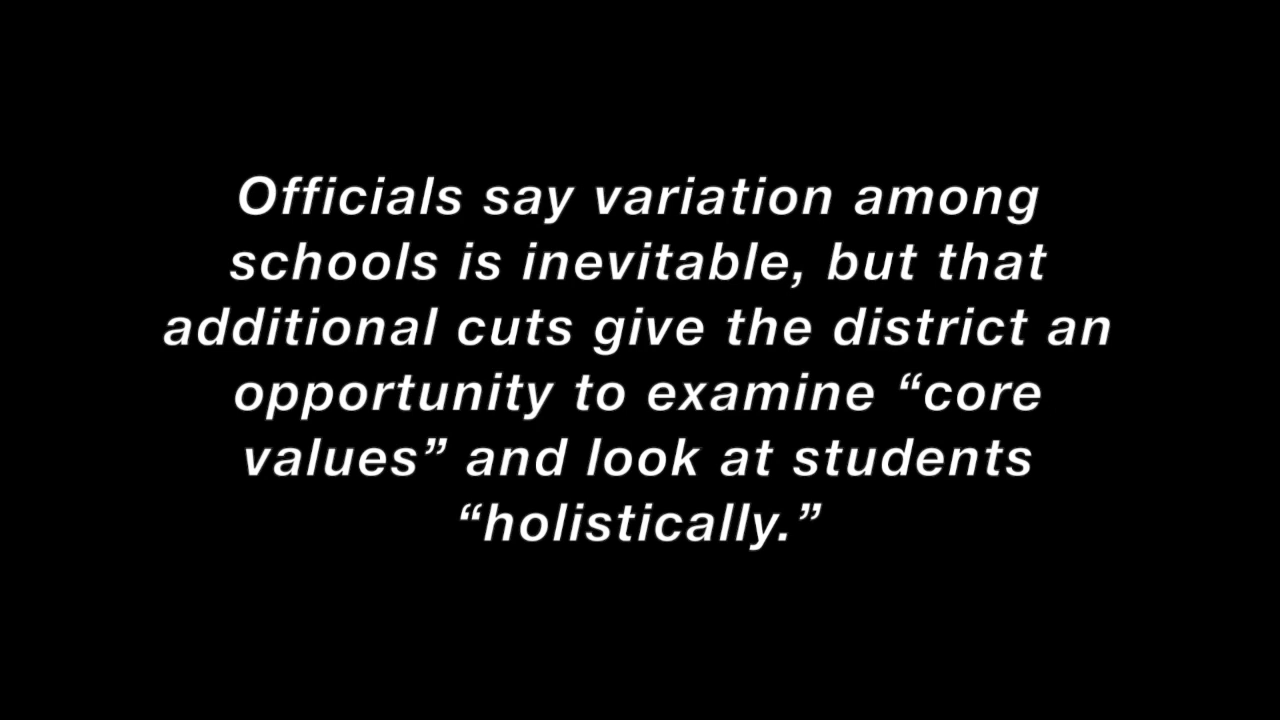 Officials say variation among
schools is inevitable, but that
additional cuts give the district an
opportunity to examine “core
values” and look at students
“holistically.”